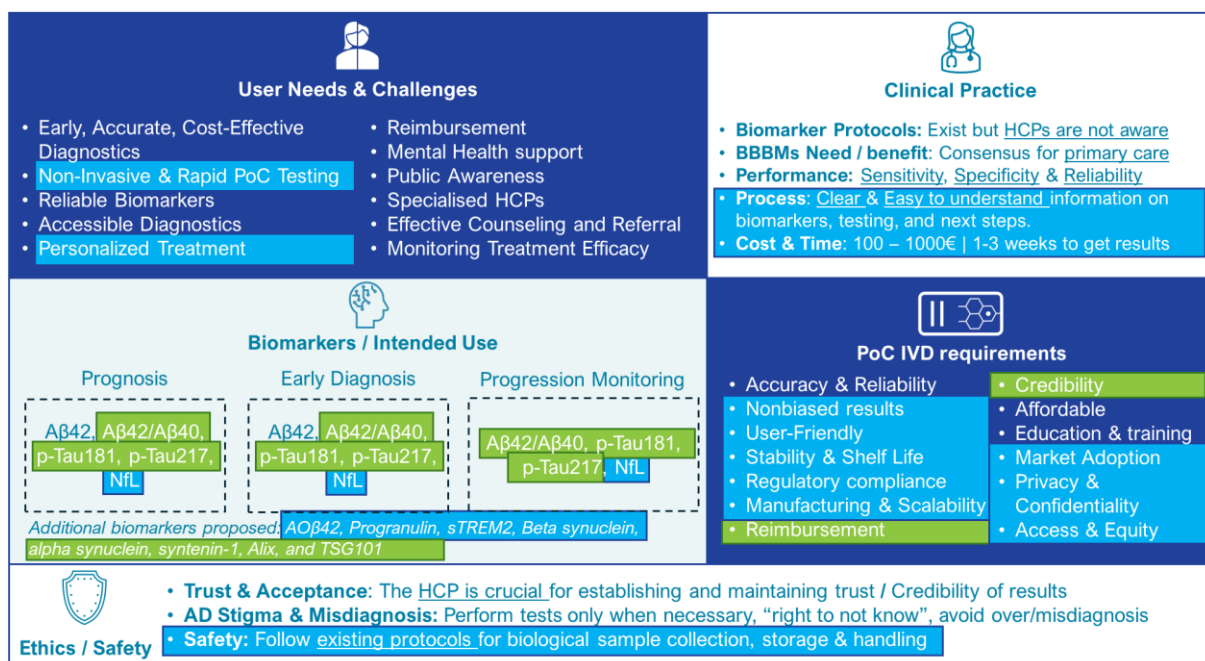 User Needs & Challenges
• Early, Accurate, Cost-Effective
Diagnostics
• Non-Invasive & Rapid PoC Testing
• Reliable Biomarkers
• Accessible Diagnostics
• Personalized Treatment
• Reimbursement
• Mental Health support
• Public Awareness
• Specialised HCPs
• Effective Counseling and Referral
• Monitoring Treatment Efficacy
Clinical Practice
• Biomarker Protocols: Exist but HCPs are not aware
• BBBMs Need / benefit: Consensus for primary care
• Performance: Sensitivity, Specificity & Reliability
• Process: Clear & Easy to understand information on
biomarkers, testing, and next steps.
• Cost & Time: 100 – 1000€ | 1-3 weeks to get results
Biomarkers / Intended Use
Prognosis
Aβ42, Aβ42/Aβ40,
p-Tau181, p-Tau217,
NfL
Early Diagnosis
Aβ42, Aβ42/Aβ40,
p-Tau181, p-Tau217,
NfL
Progression Monitoring
Aβ42/Aβ40, p-Tau181,
p-Tau217, NfL
Additional biomarkers proposed: AOβ42, Progranulin, sTREM2, Beta synuclein,
alpha synuclein, syntenin-1, Alix, and TSG101
PoC IVD requirements
• Accuracy & Reliability
• Nonbiased results
• User-Friendly
• Stability & Shelf Life
• Regulatory compliance
• Manufacturing & Scalability
• Reimbursement
• Credibility
• Affordable
• Education & training
• Market Adoption
• Privacy &
Confidentiality
• Access & Equity
Ethics / Safety
• Trust & Acceptance: The HCP is crucial for establishing and maintaining trust / Credibility of results
• AD Stigma & Misdiagnosis: Perform tests only when necessary, “right to not know”, avoid over/misdiagnosis
• Safety: Follow existing protocols for biological sample collection, storage & handling